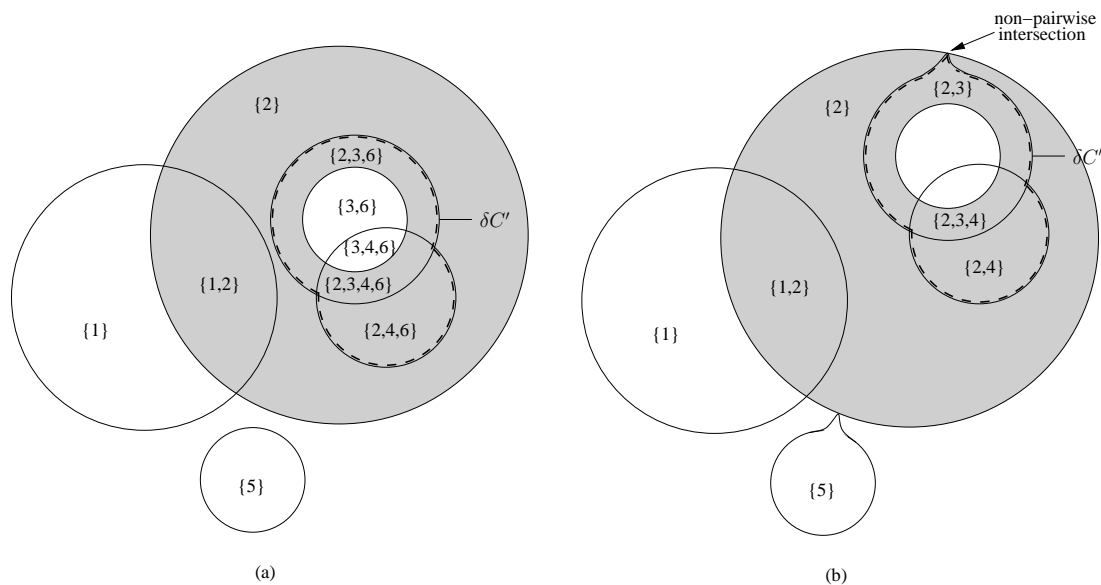 {2}
{2,3,6}
{3,6}
δC′
{3,4,6}
{1,2}
{2,3,4,6}
{1}
{2,4,6}
{5}
(a)
non−pairwise
intersection
{2}
{2,3}
δC′
{2,3,4}
{2,4}
{1,2}
{1}
{5}
(b)